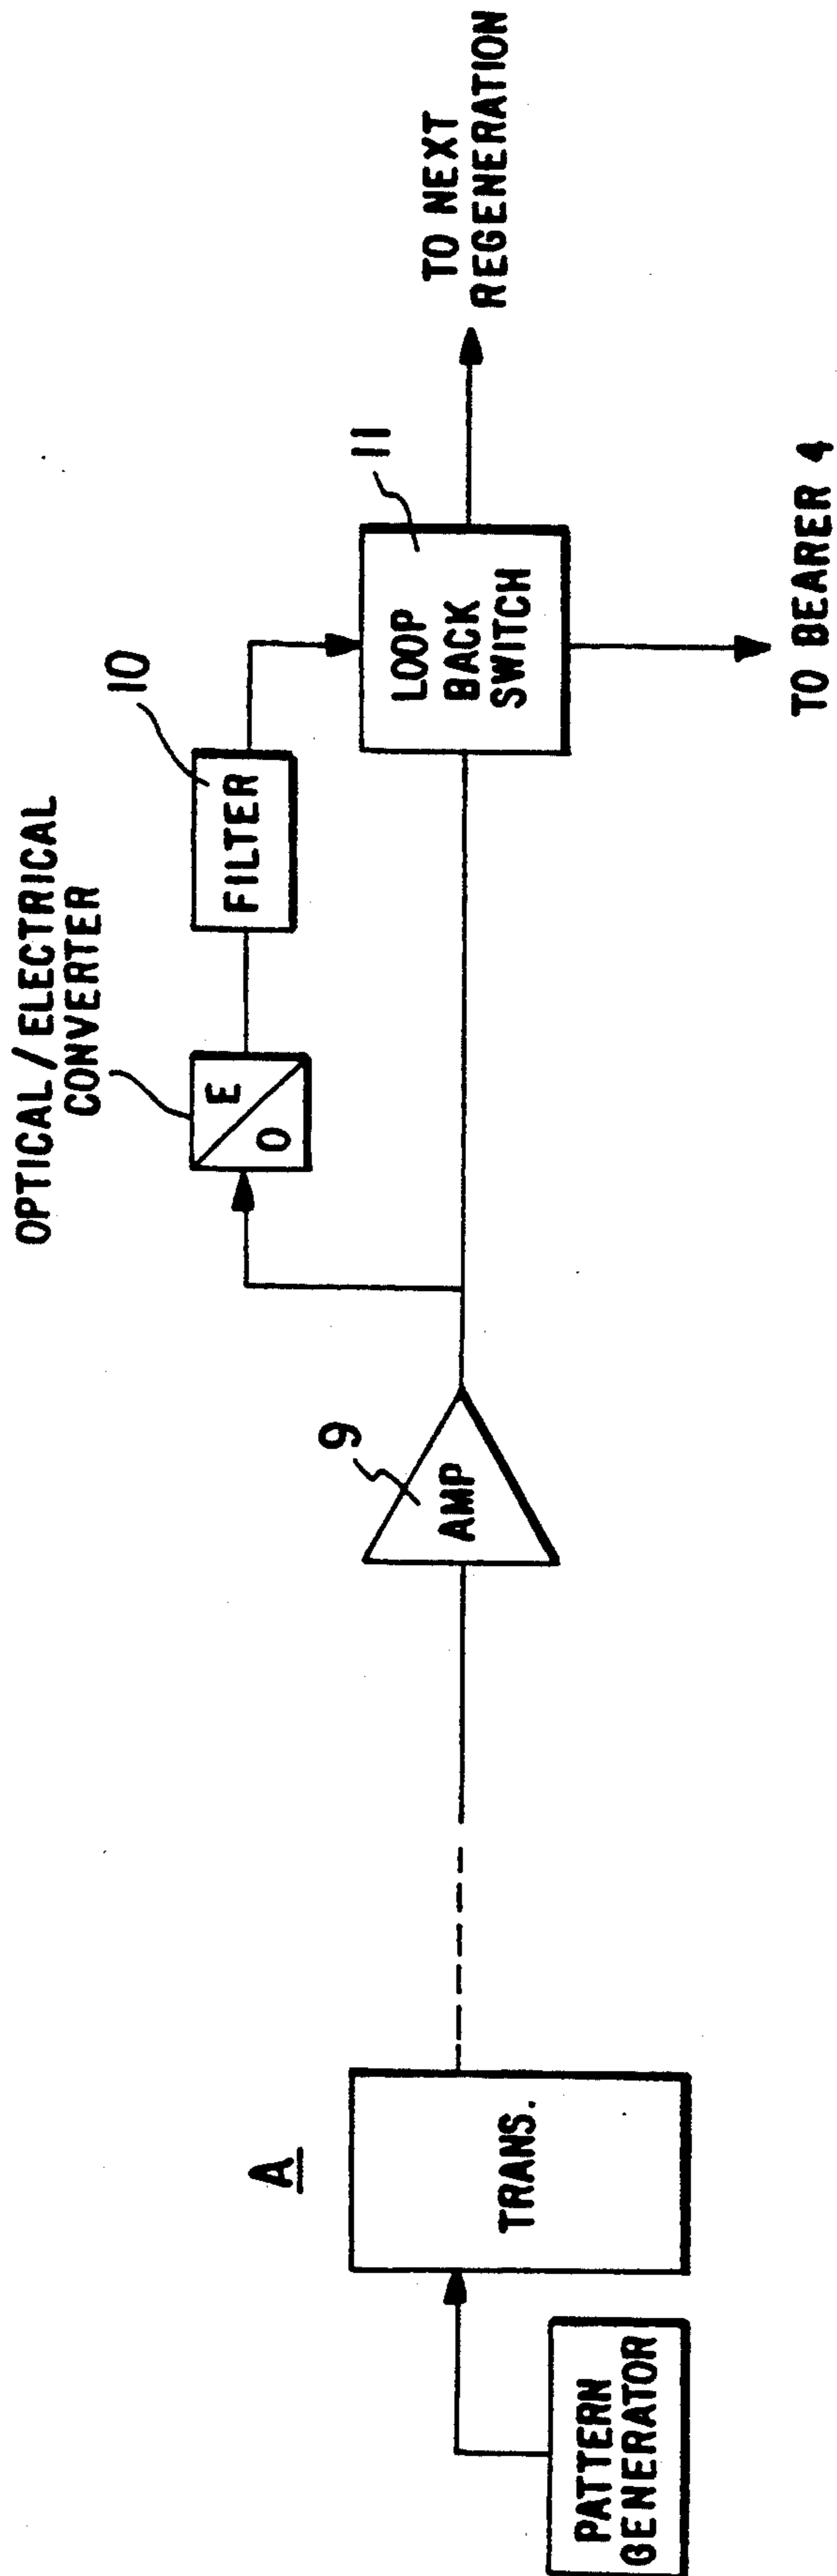 OPTICAL/ELECTRICAL
CONVERTER
E
O
10
FILTER
11
LOOP
BACK
SWITCH
TO NEXT
REGENERATION
TO BEARER 4
9
AMP
A
TRANS.
PATTERN
GENERATOR